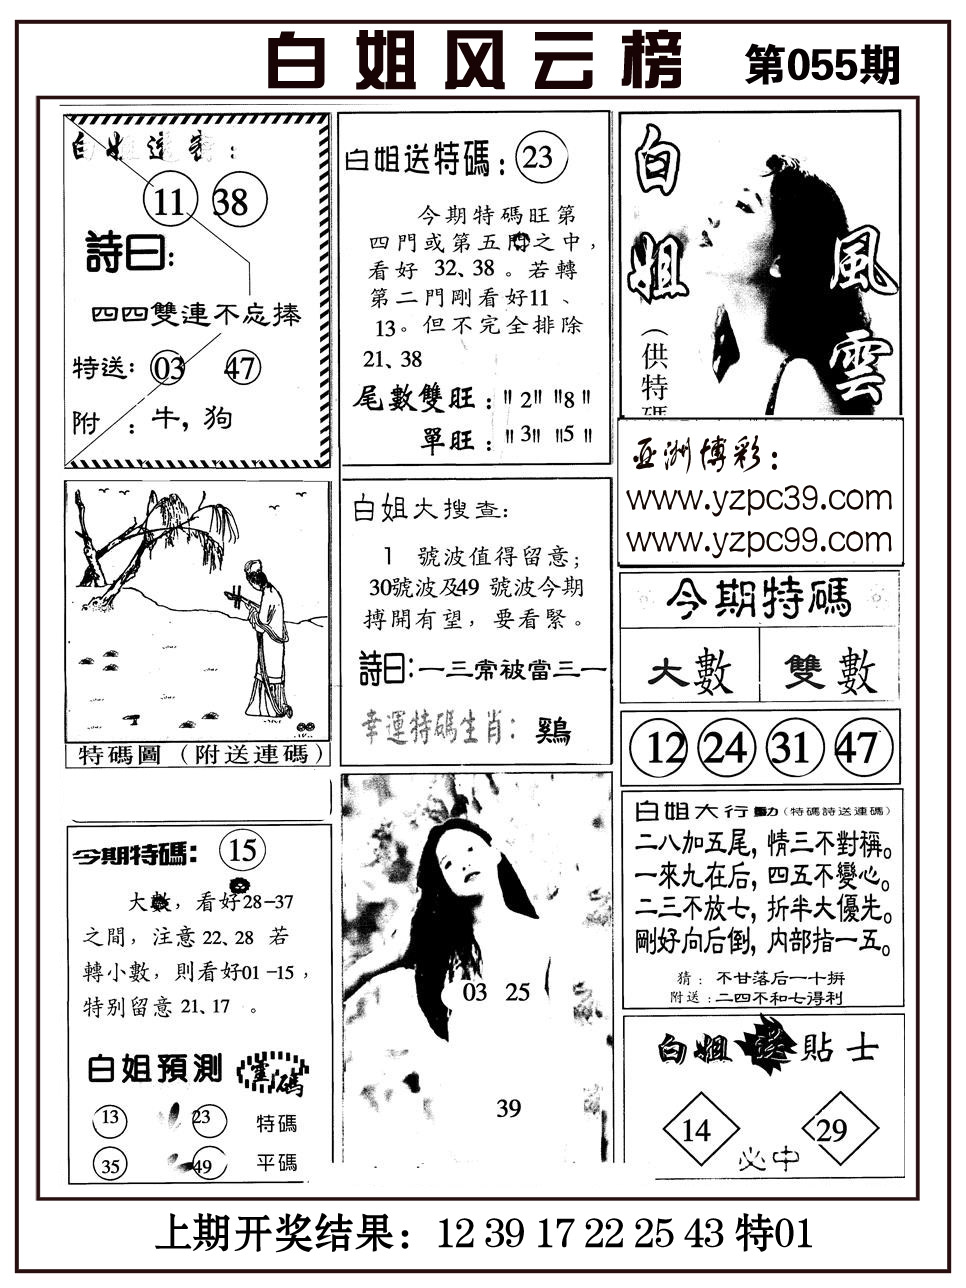 白姐风云榜 第055期
白姐送密：
11 38
詩曰：
四四雙連不忘捧
特送： 03 47
附 ： 牛，狗
白姐送特碼： 23
今期特碼旺第
四門或第五門之中，
看好 32、38 。若轉
第二門剛看好11 、
13。但不完全排除
21、38
尾數雙旺："2" "8"
單旺："3" "5"
白姐
風雲
（供特碼
亚洲博彩：
www.yzpc39.com
www.yzpc99.com
特碼圖（附送連碼）
白姐大搜查：
1 號波值得留意；
30號波及49 號波今期
搏開有望，要看緊。
詩曰：一三常被當三一
幸運特碼生肖： 鷄
今期特碼
大數 雙數
12 24 31 47
今期特碼： 15
大數，看好28-37
之間，注意 22、28 若
轉小數，則看好01-15，
特别留意 21、17 。
白姐預測 靈碼
13 23 特碼
35 49 平碼
03 25
39
白姐大行動（特碼詩送連碼）
二八加五尾，情三不對稱。
一來九在后，四五不變心。
二三不放七，折半大優先。
剛好向后倒，内部指一五。
猜： 不甘落后一十拼
附送：二四不和七得利
白姐送貼士
14 29
必中
上期开奖结果：12 39 17 22 25 43 特01